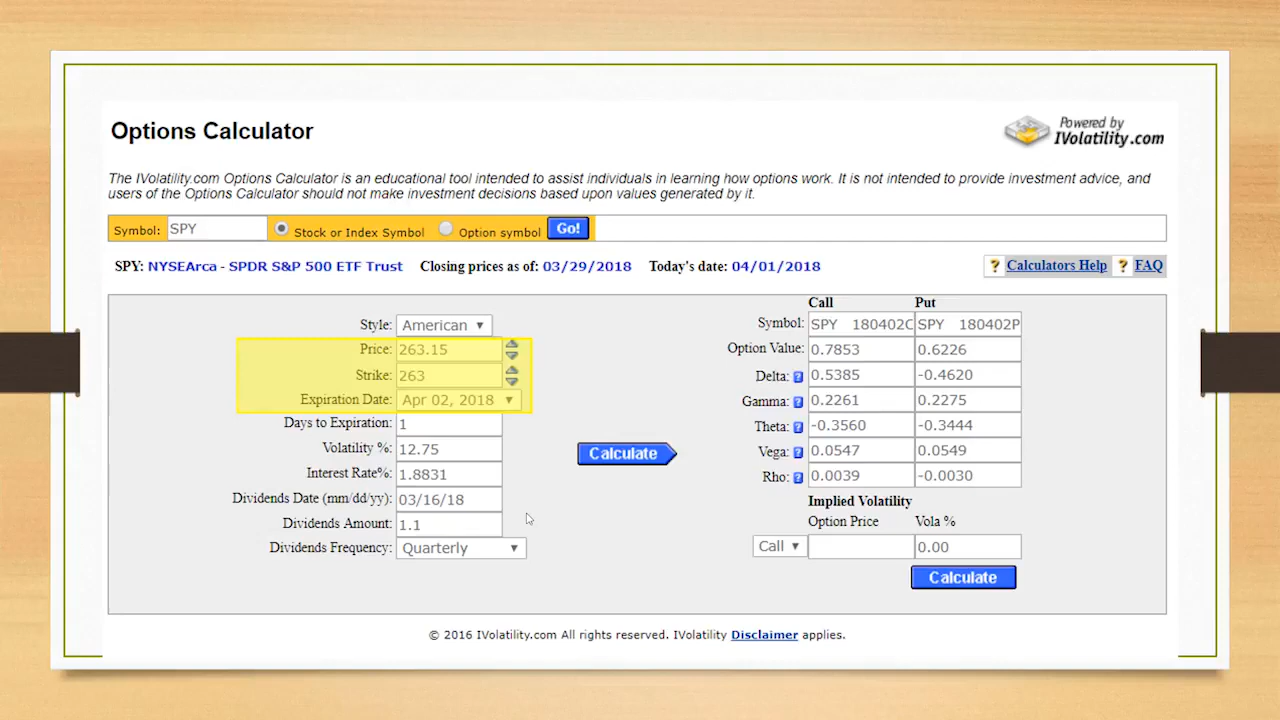 Options Calculator
Powered by
IVolatility.com
The IVolatility.com Options Calculator is an educational tool intended to assist individuals in learning how options work. It is not intended to provide investment advice, and
users of the Options Calculator should not make investment decisions based upon values generated by it.
Symbol: SPY Stock or Index Symbol Option symbol Go!
SPY: NYSEArca - SPDR S&P 500 ETF Trust Closing prices as of: 03/29/2018 Today's date: 04/01/2018 ? Calculators Help ? FAQ
Call Put
Style: American Symbol: SPY 180402C SPY 180402P
Price: 263.15 Option Value: 0.7853 0.6226
Strike: 263 Delta: ? 0.5385 -0.4620
Expiration Date: Apr 02, 2018 Gamma: ? 0.2261 0.2275
Days to Expiration: 1 Theta: ? -0.3560 -0.3444
Volatility %: 12.75 Calculate Vega: ? 0.0547 0.0549
Interest Rate%: 1.8831 Rho: ? 0.0039 -0.0030
Dividends Date (mm/dd/yy): 03/16/18 Implied Volatility
Dividends Amount: 1.1 Option Price Vola %
Dividends Frequency: Quarterly Call 0.00
Calculate
© 2016 IVolatility.com All rights reserved. IVolatility Disclaimer applies.